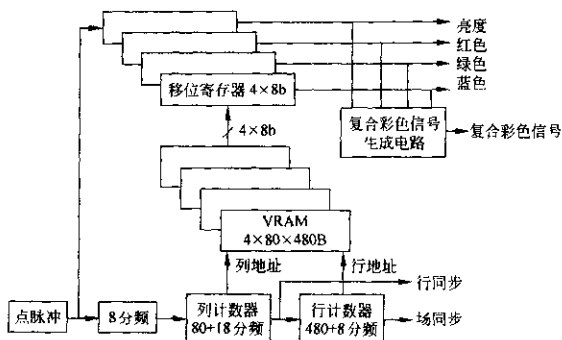 亮度
红色
绿色
蓝色
移位寄存器 4×8b
4×8b
复合彩色信号
生成电路
复合彩色信号
VRAM
4×80×480B
列地址
行地址
行同步
点脉冲
8分频
列计数器
80+18分频
行计数器
480+8分频
场同步